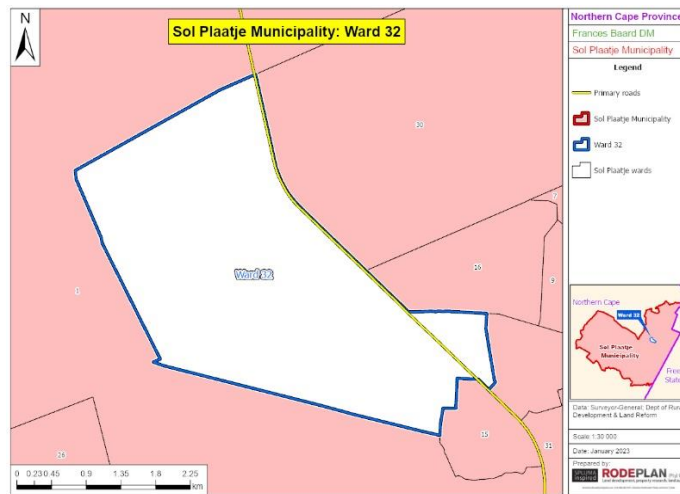 N
Sol Plaatje Municipality: Ward 32
30
7
16
9
1
Ward 32
15
31
26
0 0.23 0.45 0.9 1.35 1.8 2.25
km
Northern Cape Province
Frances Baard DM
Sol Plaatje Municipality
Legend
Primary roads
Sol Plaatje Municipality
Ward 32
Sol Plaatje wards
Northern Cape
Ward 32
Sol Plaatje
Municipality
Free
State
Data: Surveyor-General; Dept of Rural
Development & Land Reform
Scale: 1:30 000
Date: January 2023
Prepared by:
SPLUMA
Inspired
RODEPLAN